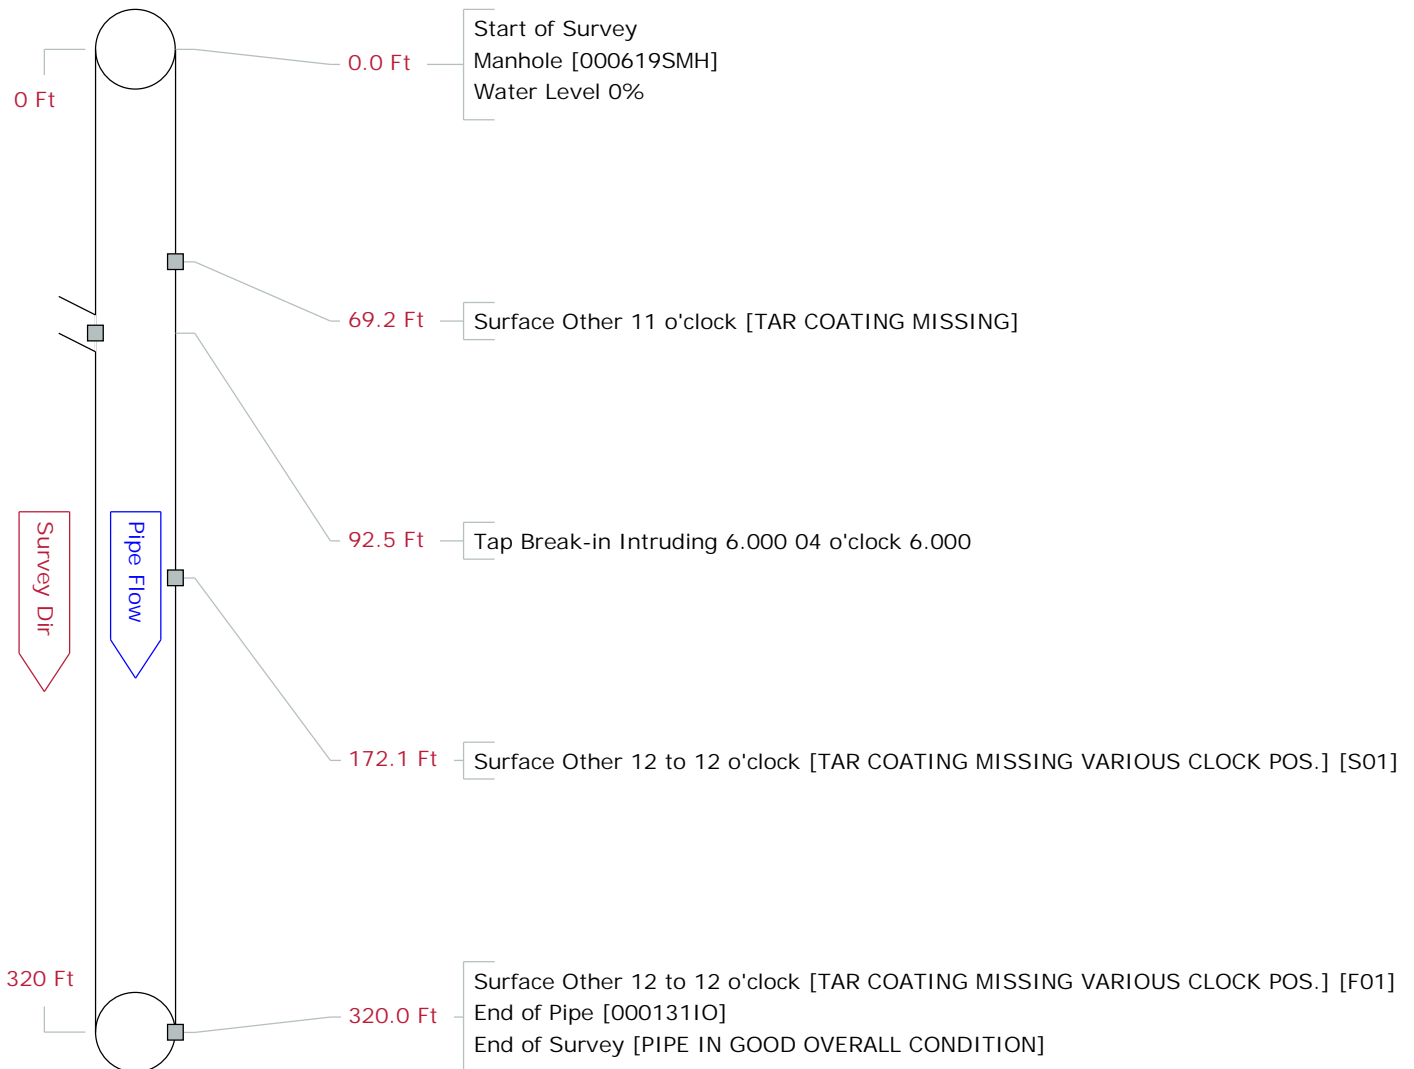 Start of Survey
0.0 Ft
Manhole [000619SMH]
Water Level 0%
0 Ft
69.2 Ft
Surface Other 11 o'clock [TAR COATING MISSING]
92.5 Ft
Tap Break-in Intruding 6.000 04 o'clock 6.000
Survey Dir
Pipe Flow
172.1 Ft
Surface Other 12 to 12 o'clock [TAR COATING MISSING VARIOUS CLOCK POS.] [S01]
320 Ft
Surface Other 12 to 12 o'clock [TAR COATING MISSING VARIOUS CLOCK POS.] [F01]
320.0 Ft
End of Pipe [000131IO]
End of Survey [PIPE IN GOOD OVERALL CONDITION]